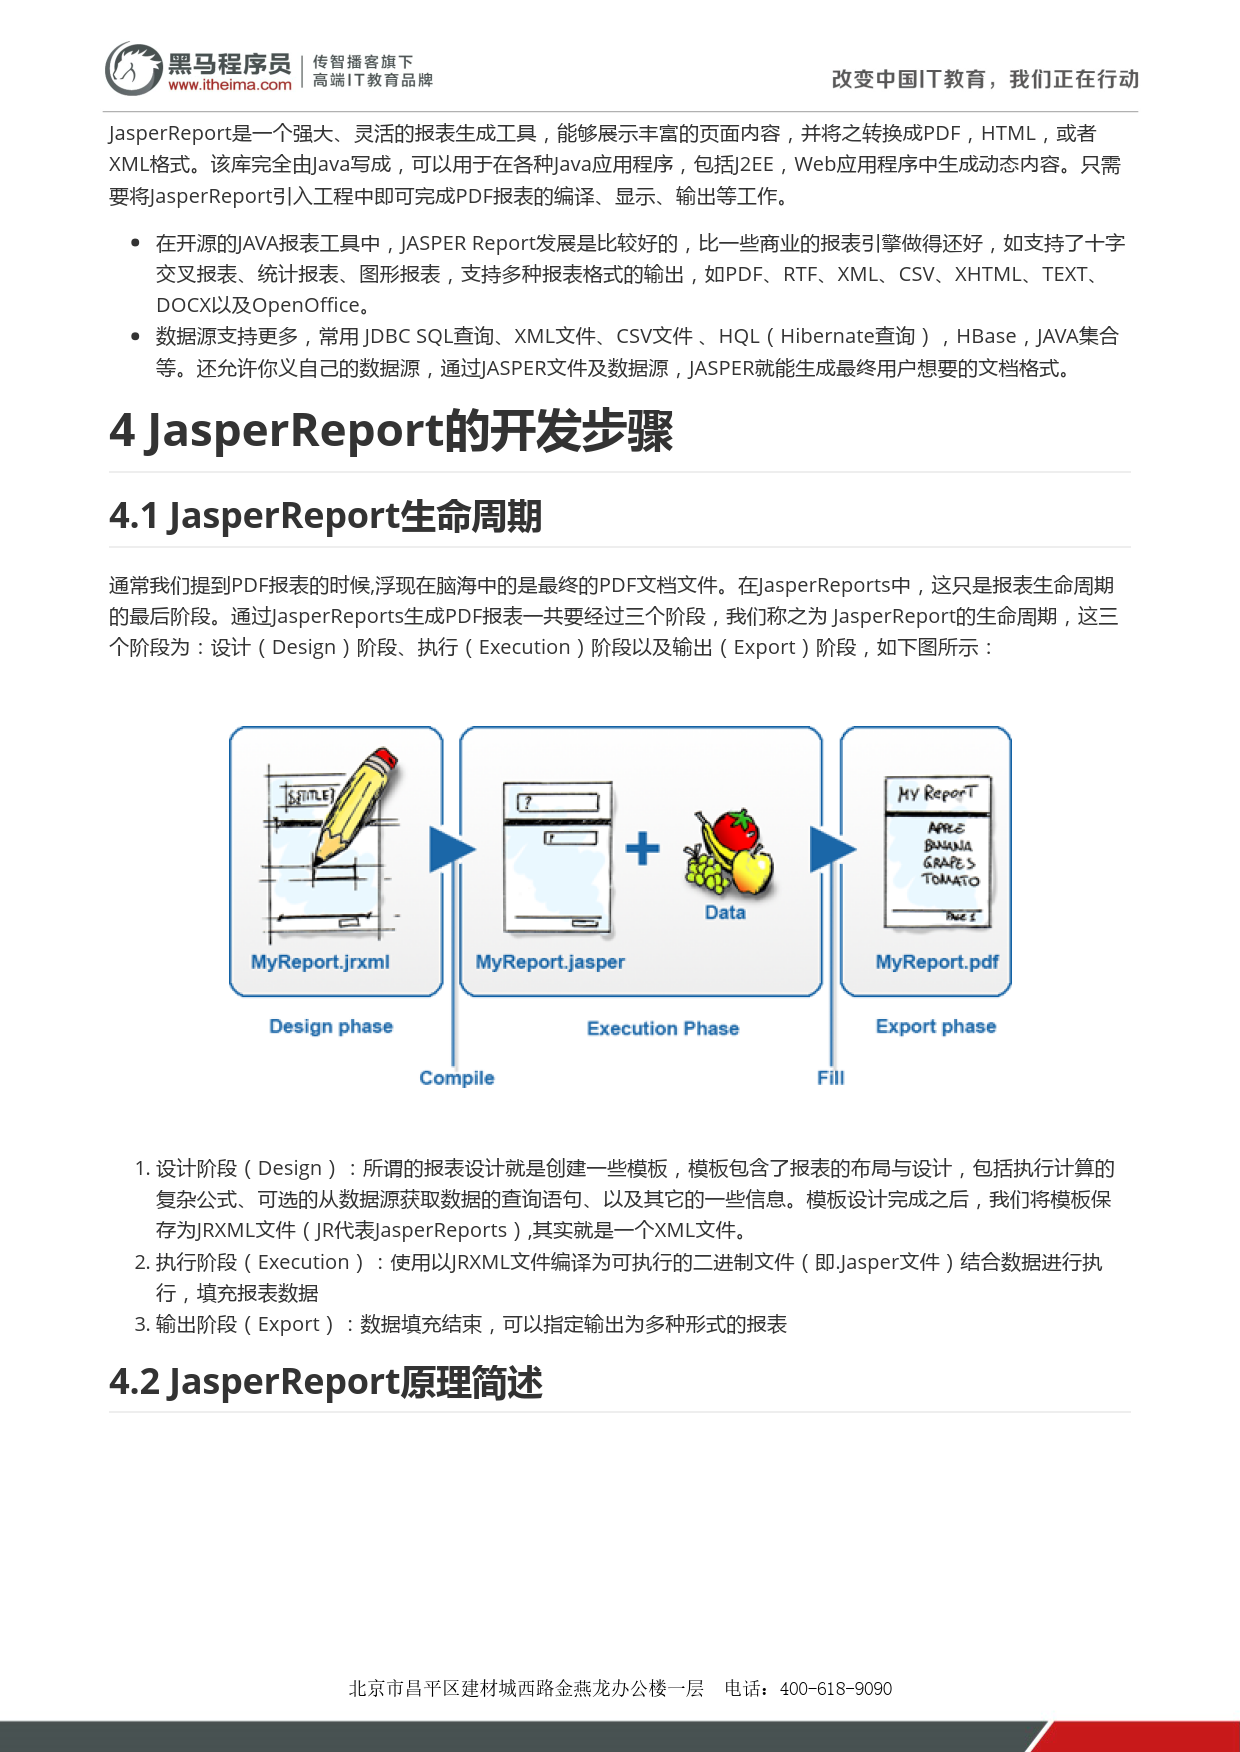 黑马程序员
www.itheima.com
传智播客旗下
高端IT教育品牌
改变中国IT教育，我们正在行动
JasperReport是一个强大、灵活的报表生成工具，能够展示丰富的页面内容，并将之转换成PDF，HTML，或者
XML格式。该库完全由Java写成，可以用于在各种Java应用程序，包括J2EE，Web应用程序中生成动态内容。只需
要将JasperReport引入工程中即可完成PDF报表的编译、显示、输出等工作。
• 在开源的JAVA报表工具中，JASPER Report发展是比较好的，比一些商业的报表引擎做得还好，如支持了十字
交叉报表、统计报表、图形报表，支持多种报表格式的输出，如PDF、RTF、XML、CSV、XHTML、TEXT、
DOCX以及OpenOffice。
• 数据源支持更多，常用 JDBC SQL查询、XML文件、CSV文件 、HQL（Hibernate查询），HBase，JAVA集合
等。还允许你义自己的数据源，通过JASPER文件及数据源，JASPER就能生成最终用户想要的文档格式。
4 JasperReport的开发步骤
4.1 JasperReport生命周期
通常我们提到PDF报表的时候,浮现在脑海中的是最终的PDF文档文件。在JasperReports中，这只是报表生命周期
的最后阶段。通过JasperReports生成PDF报表一共要经过三个阶段，我们称之为 JasperReport的生命周期，这三
个阶段为：设计（Design）阶段、执行（Execution）阶段以及输出（Export）阶段，如下图所示：
$TITLE}
?
MY REPORT
APPLE
BANANA
GRAPES
TOMATO
PAGE 1
Data
MyReport.jrxml
MyReport.jasper
MyReport.pdf
Design phase
Execution Phase
Export phase
Compile
Fill
1. 设计阶段（Design）：所谓的报表设计就是创建一些模板，模板包含了报表的布局与设计，包括执行计算的
复杂公式、可选的从数据源获取数据的查询语句、以及其它的一些信息。模板设计完成之后，我们将模板保
存为JRXML文件（JR代表JasperReports）,其实就是一个XML文件。
2. 执行阶段（Execution）：使用以JRXML文件编译为可执行的二进制文件（即.Jasper文件）结合数据进行执
行，填充报表数据
3. 输出阶段（Export）：数据填充结束，可以指定输出为多种形式的报表
4.2 JasperReport原理简述
北京市昌平区建材城西路金燕龙办公楼一层 电话：400-618-9090